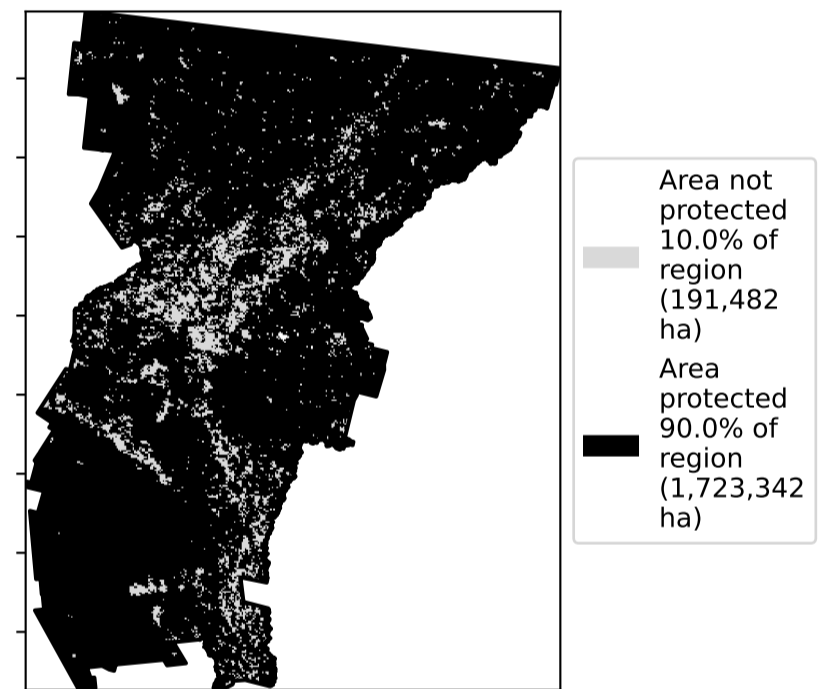 Area not
protected
10.0% of
region
(191,482
ha)
Area
protected
90.0% of
region
(1,723,342
ha)